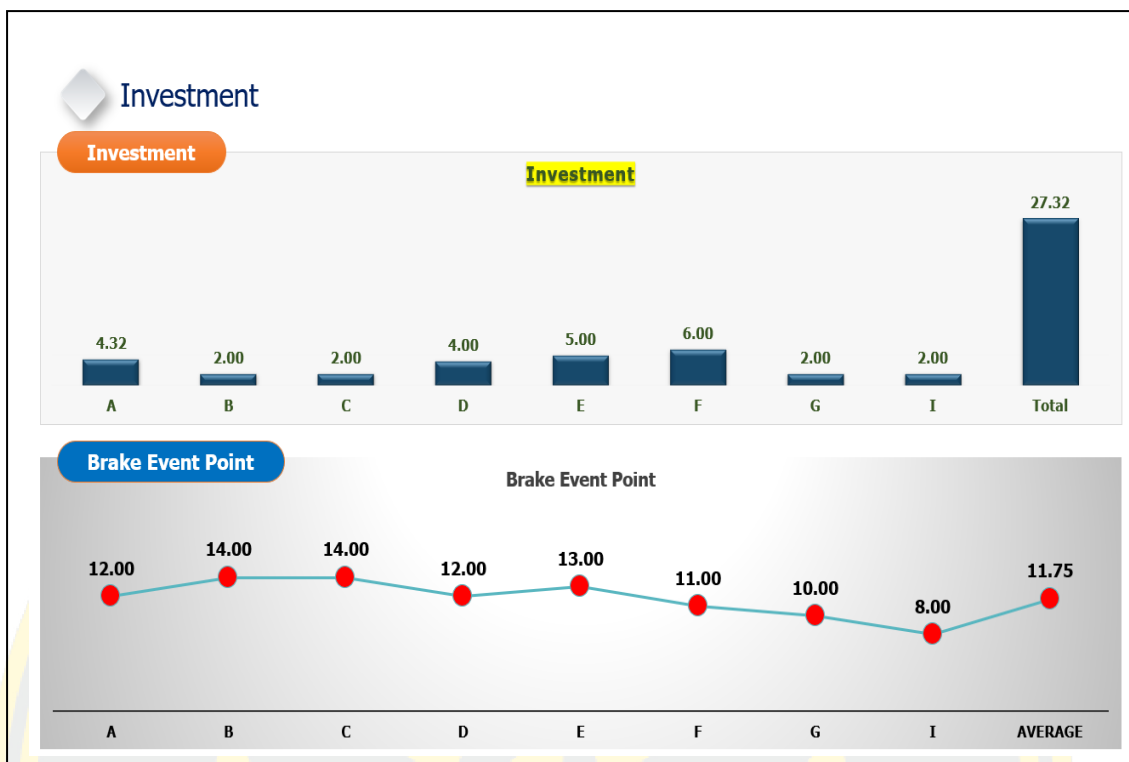 Investment
Investment
Investment
27.32
4.32 2.00 2.00 4.00 5.00 6.00 2.00 2.00
A B C D E F G I Total
Brake Event Point
Brake Event Point
12.00 14.00 14.00 12.00 13.00 11.00 10.00 8.00 11.75
A B C D E F G I AVERAGE